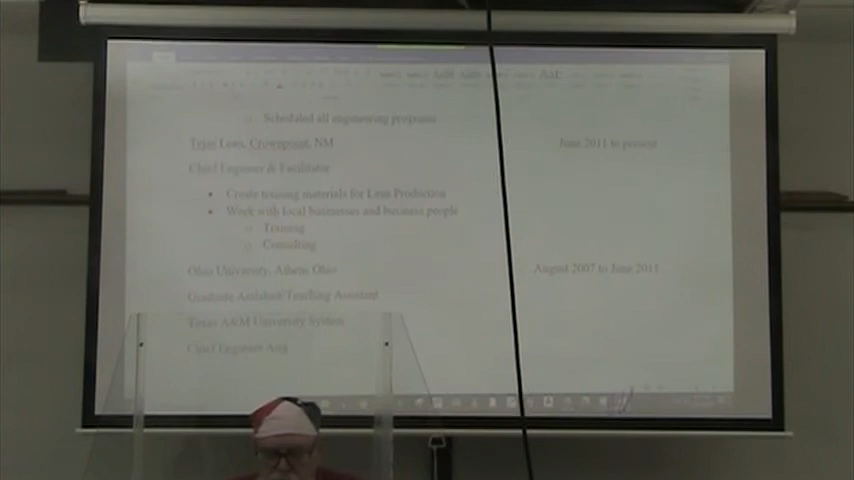 Scheduled all engineering programs
Tejas Lean, Crownpoint, NM June 2011 to present
Chief Engineer & Facilitator
Create training materials for Lean Production
Work with local businesses and business people
Training
Consulting
Ohio University, Athens Ohio August 2007 to June 2011
Graduate Assistant/Teaching Assistant
Texas A&M University System
Chief Engineer